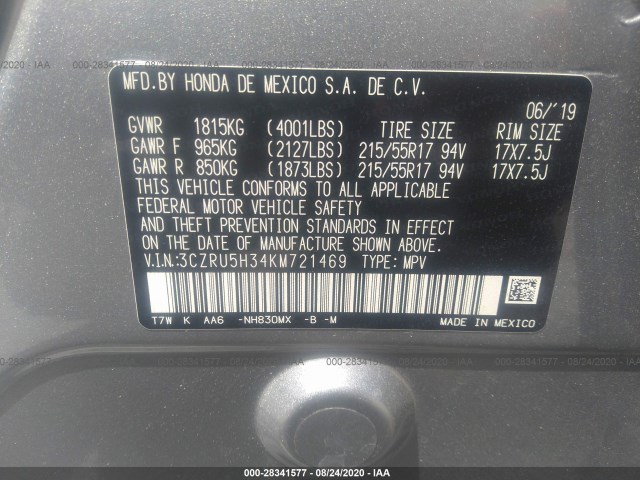 000-28341577 - 08/24/2020 - IAA
MFD.BY HONDA DE MEXICO S.A. DE C.V.
06/'19
GVWR 1815KG (4001LBS) TIRE SIZE RIM SIZE
GAWR F 965KG (2127LBS) 215/55R17 94V 17X7.5J
GAWR R 850KG (1873LBS) 215/55R17 94V 17X7.5J
THIS VEHICLE CONFORMS TO ALL APPLICABLE
FEDERAL MOTOR VEHICLE SAFETY
AND THEFT PREVENTION STANDARDS IN EFFECT
ON THE DATE OF MANUFACTURE SHOWN ABOVE.
V.I.N.:3CZRU5H34KM721469 TYPE: MPV
T7W K AA6 -NH830MX -B -M
MADE IN MEXICO
000-28341577 - 08/24/2020 - IAA